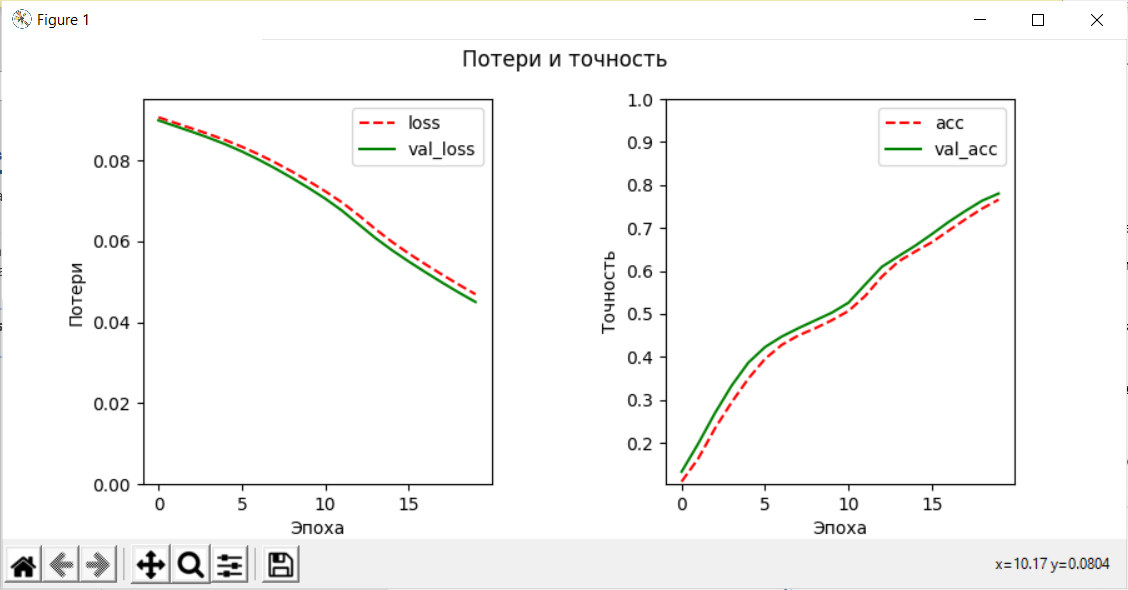 Figure 1
Потери и точность
loss
val_loss
0.08
0.06
0.04
0.02
0.00
Потери
0
5
10
15
Эпоха
acc
val_acc
1.0
0.9
0.8
0.7
0.6
0.5
0.4
0.3
0.2
Точность
0
5
10
15
Эпоха
x=10.17 y=0.0804